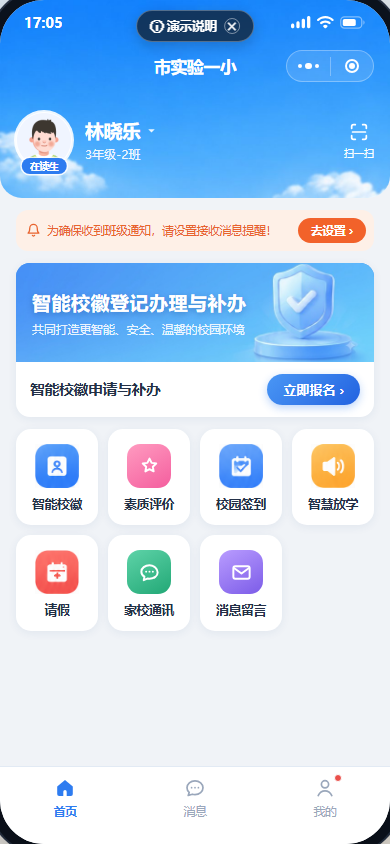 17:05
演示说明
市实验一小
林晓乐
3年级-2班
在读生
扫一扫
为确保收到班级通知，请设置接收消息提醒！
去设置 ›
智能校徽登记办理与补办
共同打造更智能、安全、温馨的校园环境
智能校徽申请与补办
立即报名 ›
智能校徽
素质评价
校园签到
智慧放学
请假
家校通讯
消息留言
首页
消息
我的